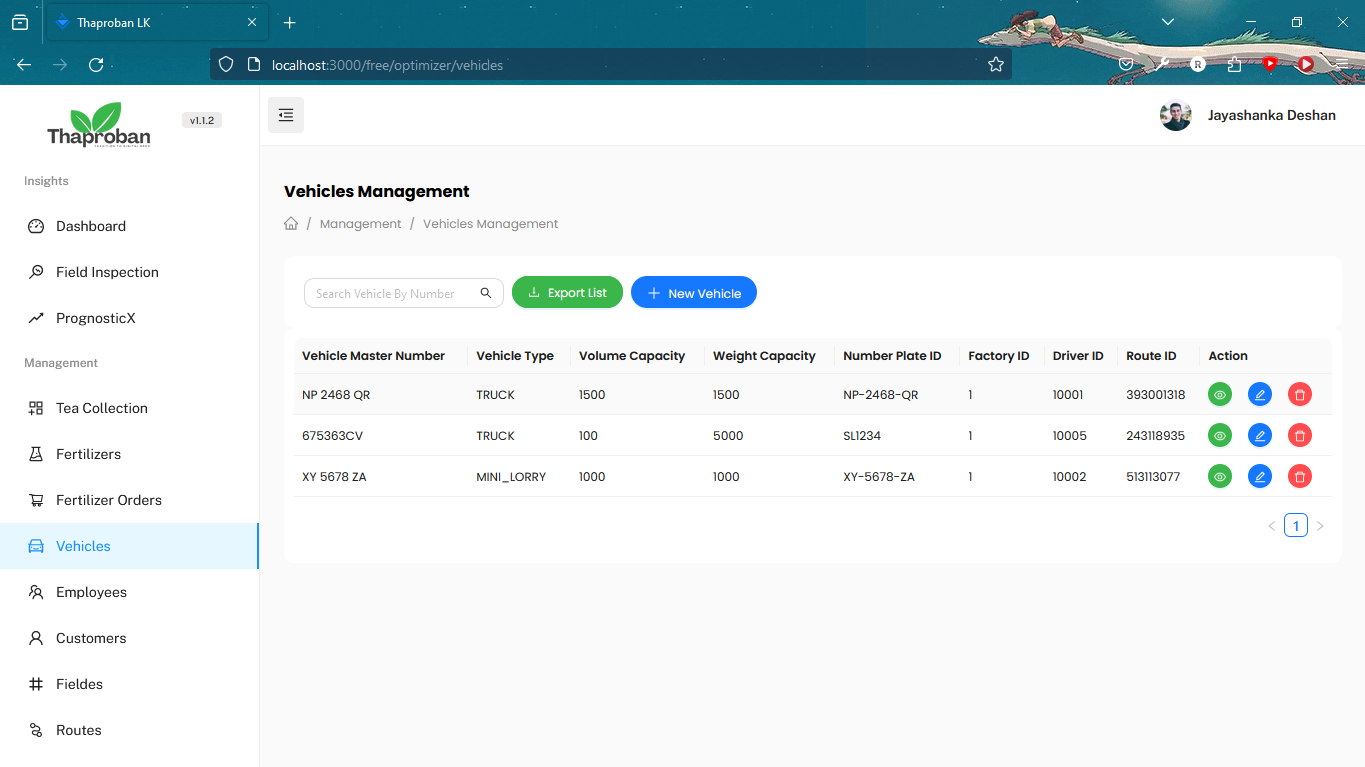 Thaproban LK
localhost:3000/free/optimizer/vehicles
Thaproban
v1.1.2
Jayashanka Deshan
Insights
Dashboard
Field Inspection
PrognosticX
Management
Tea Collection
Fertilizers
Fertilizer Orders
Vehicles
Employees
Customers
Fieldes
Routes
Vehicles Management
/ Management / Vehicles Management
Search Vehicle By Number
Export List
New Vehicle
Vehicle Master Number Vehicle Type Volume Capacity Weight Capacity Number Plate ID Factory ID Driver ID Route ID Action
NP 2468 QR TRUCK 1500 1500 NP-2468-QR 1 10001 393001318
675363CV TRUCK 100 5000 SL1234 1 10005 243118935
XY 5678 ZA MINI_LORRY 1000 1000 XY-5678-ZA 1 10002 513113077
< 1 >